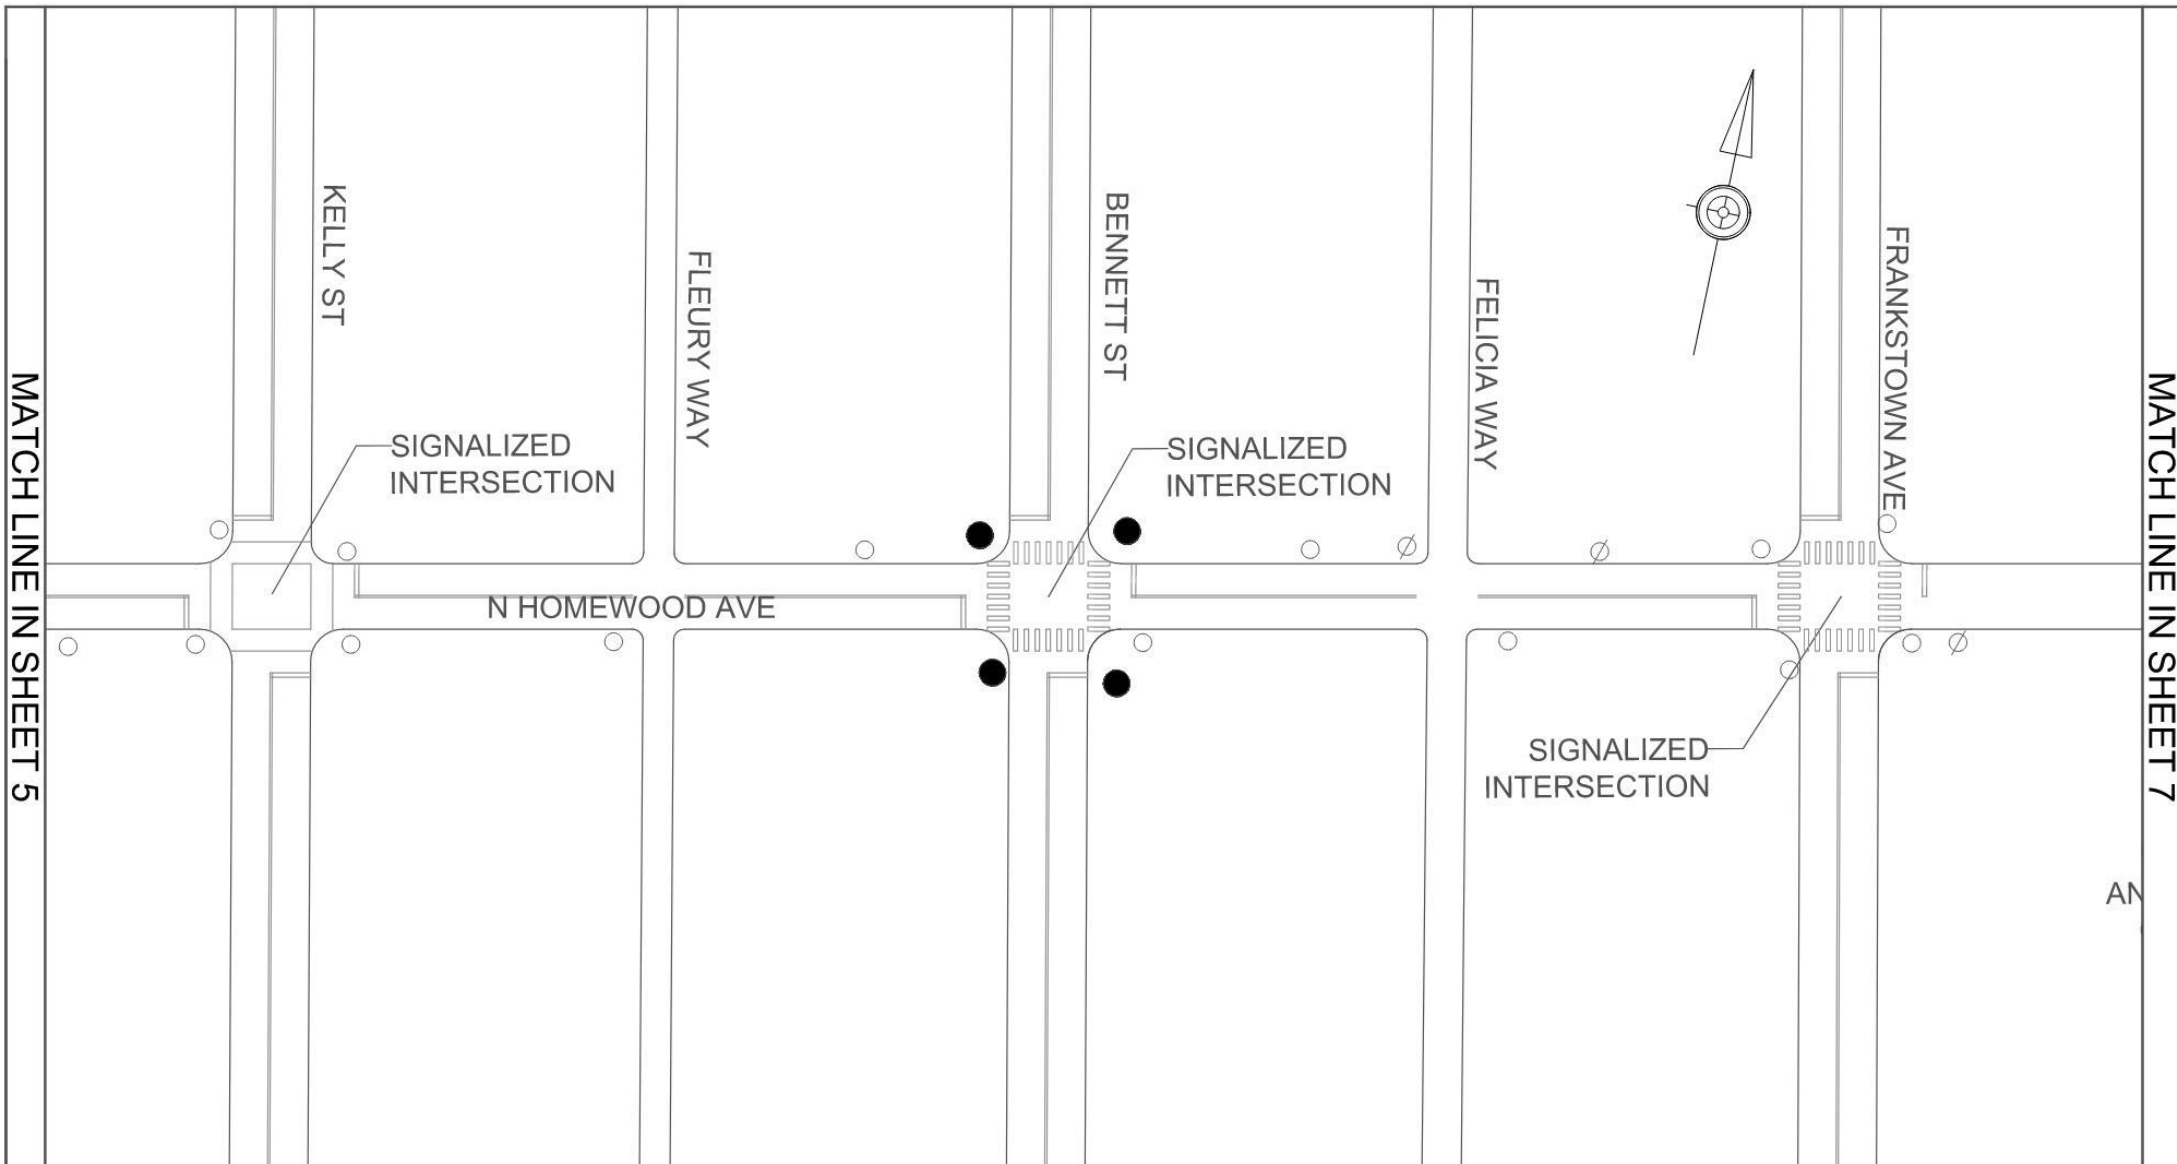 MATCH LINE IN SHEET 5
KELLY ST
SIGNALIZED
INTERSECTION
FLEURY WAY
N HOMEWOOD AVE
BENNETT ST
SIGNALIZED
INTERSECTION
FELICIA WAY
FRANKSTOWN AVE
SIGNALIZED
INTERSECTION
AN
MATCH LINE IN SHEET 7